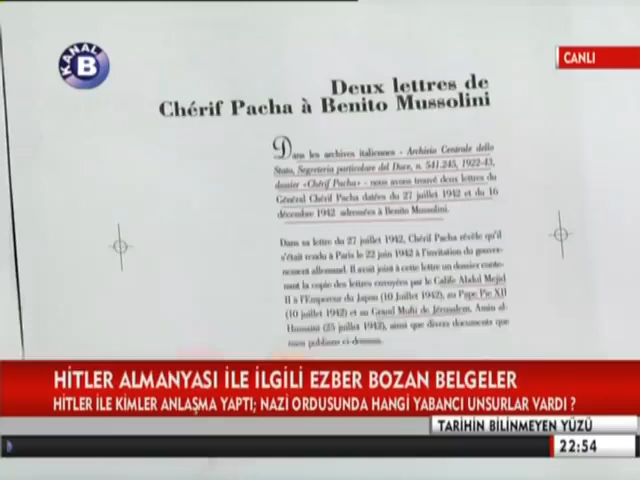 KANAL B
CANLI
Deux lettres de
Chérif Pacha à Benito Mussolini
Dans les archives italiennes - Archivio Centrale dello
Stato, Segreteria particolare del Duce, n. 541.245, 1922-43,
dossier «Chérif Pacha» - nous avons trouvé deux lettres du
Général Chérif Pacha datées du 27 juillet 1942 et du 16
décembre 1942 adressées à Benito Mussolini.
Dans sa lettre du 27 juillet 1942, Chérif Pacha révèle qu'il
s'était rendu à Paris le 22 juin 1942 à l'invitation du gouver-
nement allemand. Il avait joint à cette lettre un dossier conte-
nant la copie des lettres envoyées par le Calife Abdul Mejid
II à l'Empereur du Japon (10 Juillet 1942), au Pape Pie XII
(10 juillet 1942) et au Grand Mufti de Jérusalem, Amin al-
Hussaini (25 juillet 1942), ainsi que divers documents que
nous publions ci-dessous.
HİTLER ALMANYASI İLE İLGİLİ EZBER BOZAN BELGELER
HİTLER İLE KİMLER ANLAŞMA YAPTI; NAZİ ORDUSUNDA HANGİ YABANCI UNSURLAR VARDI ?
TARİHİN BİLİNMEYEN YÜZÜ
22:54